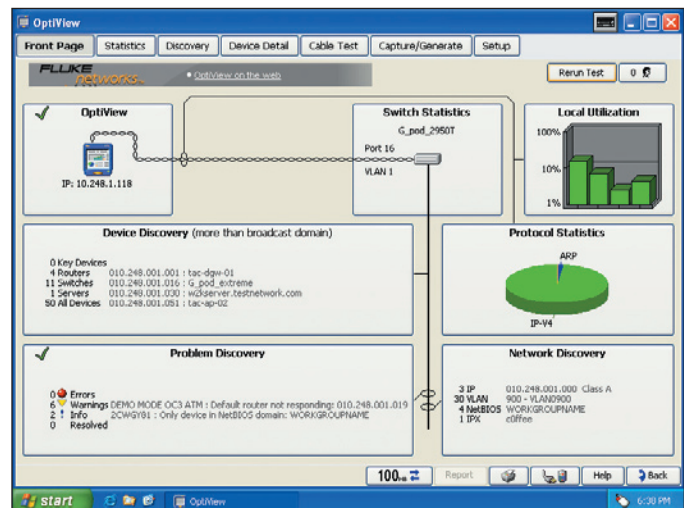 OptiView
Front Page Statistics Discovery Device Detail Cable Test Capture/Generate Setup
FLUKE networks. OptiView on the web
Rerun Test 0
OptiView
IP: 10.248.1.118
Switch Statistics
G_pod_2950T
Port 16
VLAN 1
Local Utilization
100%
10%
1%
Device Discovery (more than broadcast domain)
0 Key Devices
4 Routers 010.248.001.001 : tac-dgw-01
11 Switches 010.248.001.016 : G_pod_extreme
1 Servers 010.248.001.030 : w2kserver.testnetwork.com
50 All Devices 010.248.001.051 : tac-ap-02
Protocol Statistics
ARP
IP-V4
Problem Discovery
0 Errors
6 Warnings DEMO MODE OC3 ATM : Default router not responding: 010.248.001.019
2 Info 2CWGY81 : Only device in NetBIOS domain: WORKGROUPNAME
0 Resolved
Network Discovery
3 IP 010.248.001.000 Class A
30 VLAN 900 - VLAN0900
4 NetBIOS WORKGROUPNAME
1 IPX c0ffee
100 Report Help Back
start OptiView 6:30 PM